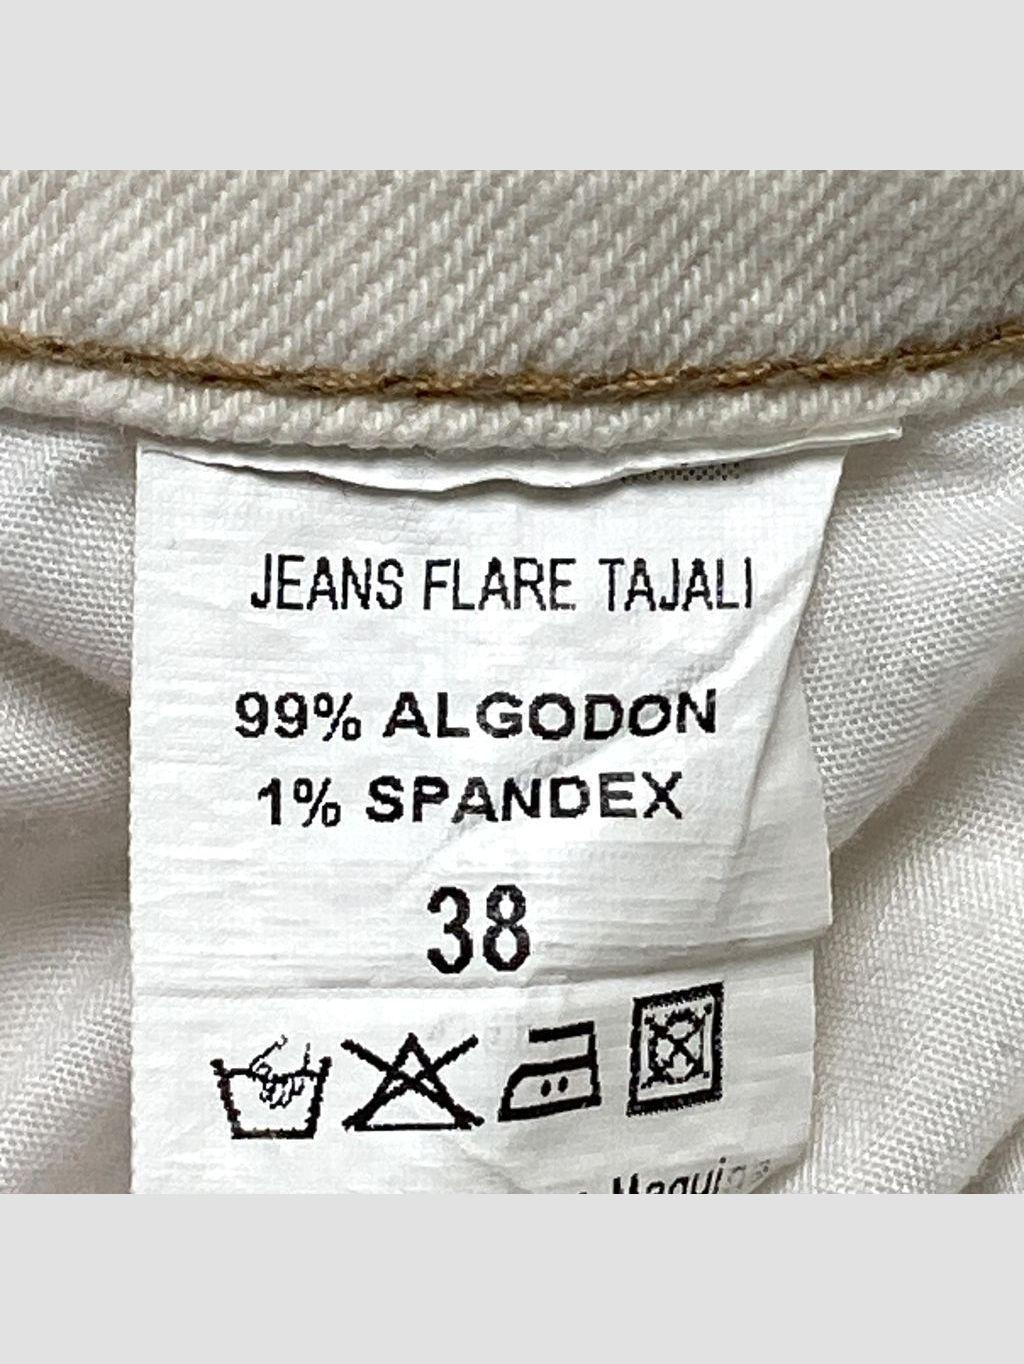 JEANS FLARE TAJALI
99% ALGODON
1% SPANDEX
38